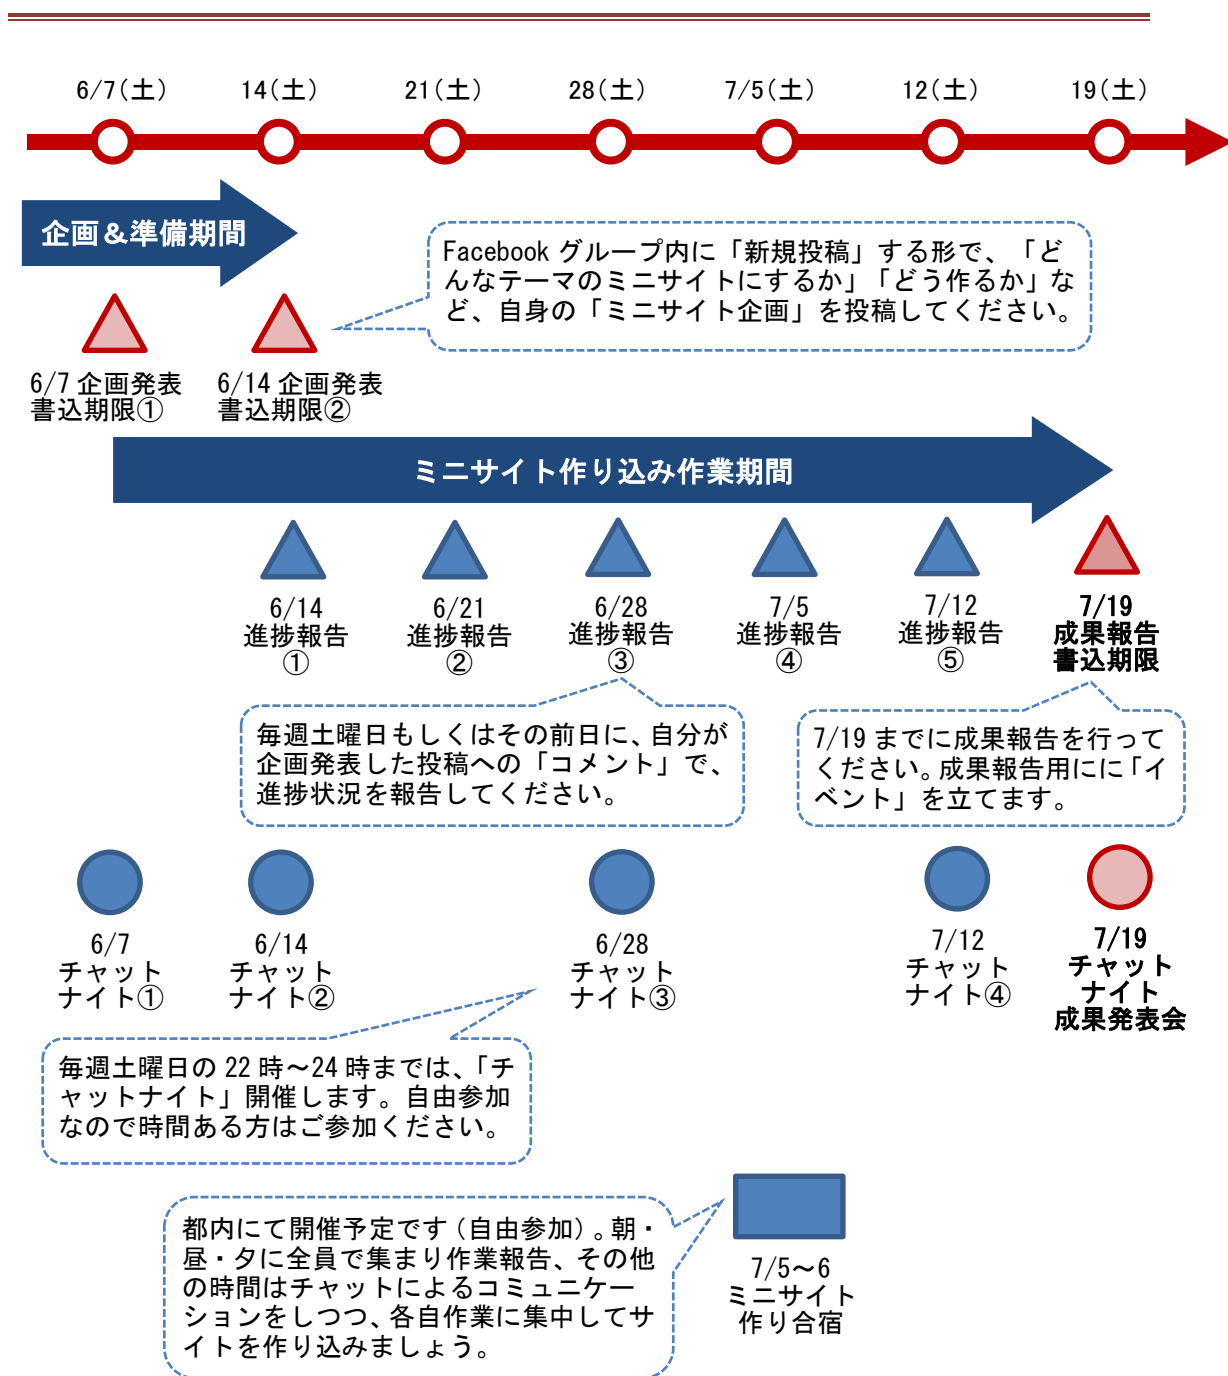 6/7(土)
14(土)
21(土)
28(土)
7/5(土)
12(土)
19(土)
企画＆準備期間
Facebook グループ内に「新規投稿」する形で、「ど
んなテーマのミニサイトにするか」「どう作るか」な
ど、自身の「ミニサイト企画」を投稿してください。
6/7 企画発表
書込期限①
6/14 企画発表
書込期限②
ミニサイト作り込み作業期間
6/14
進捗報告
①
6/21
進捗報告
②
6/28
進捗報告
③
7/5
進捗報告
④
7/12
進捗報告
⑤
7/19
成果報告
書込期限
毎週土曜日もしくはその前日に、自分が
企画発表した投稿への「コメント」で、
進捗状況を報告してください。
7/19 までに成果報告を行って
ください。成果報告用にに「イ
ベント」を立てます。
6/7
チャット
ナイト①
6/14
チャット
ナイト②
6/28
チャット
ナイト③
7/12
チャット
ナイト④
7/19
チャット
ナイト
成果発表会
毎週土曜日の 22 時～24 時までは、「チ
ャットナイト」開催します。自由参加
なので時間ある方はご参加ください。
都内にて開催予定です（自由参加）。朝・
昼・夕に全員で集まり作業報告、その他
の時間はチャットによるコミュニケー
ションをしつつ、各自作業に集中してサ
イトを作り込みましょう。
7/5～6
ミニサイト
作り合宿